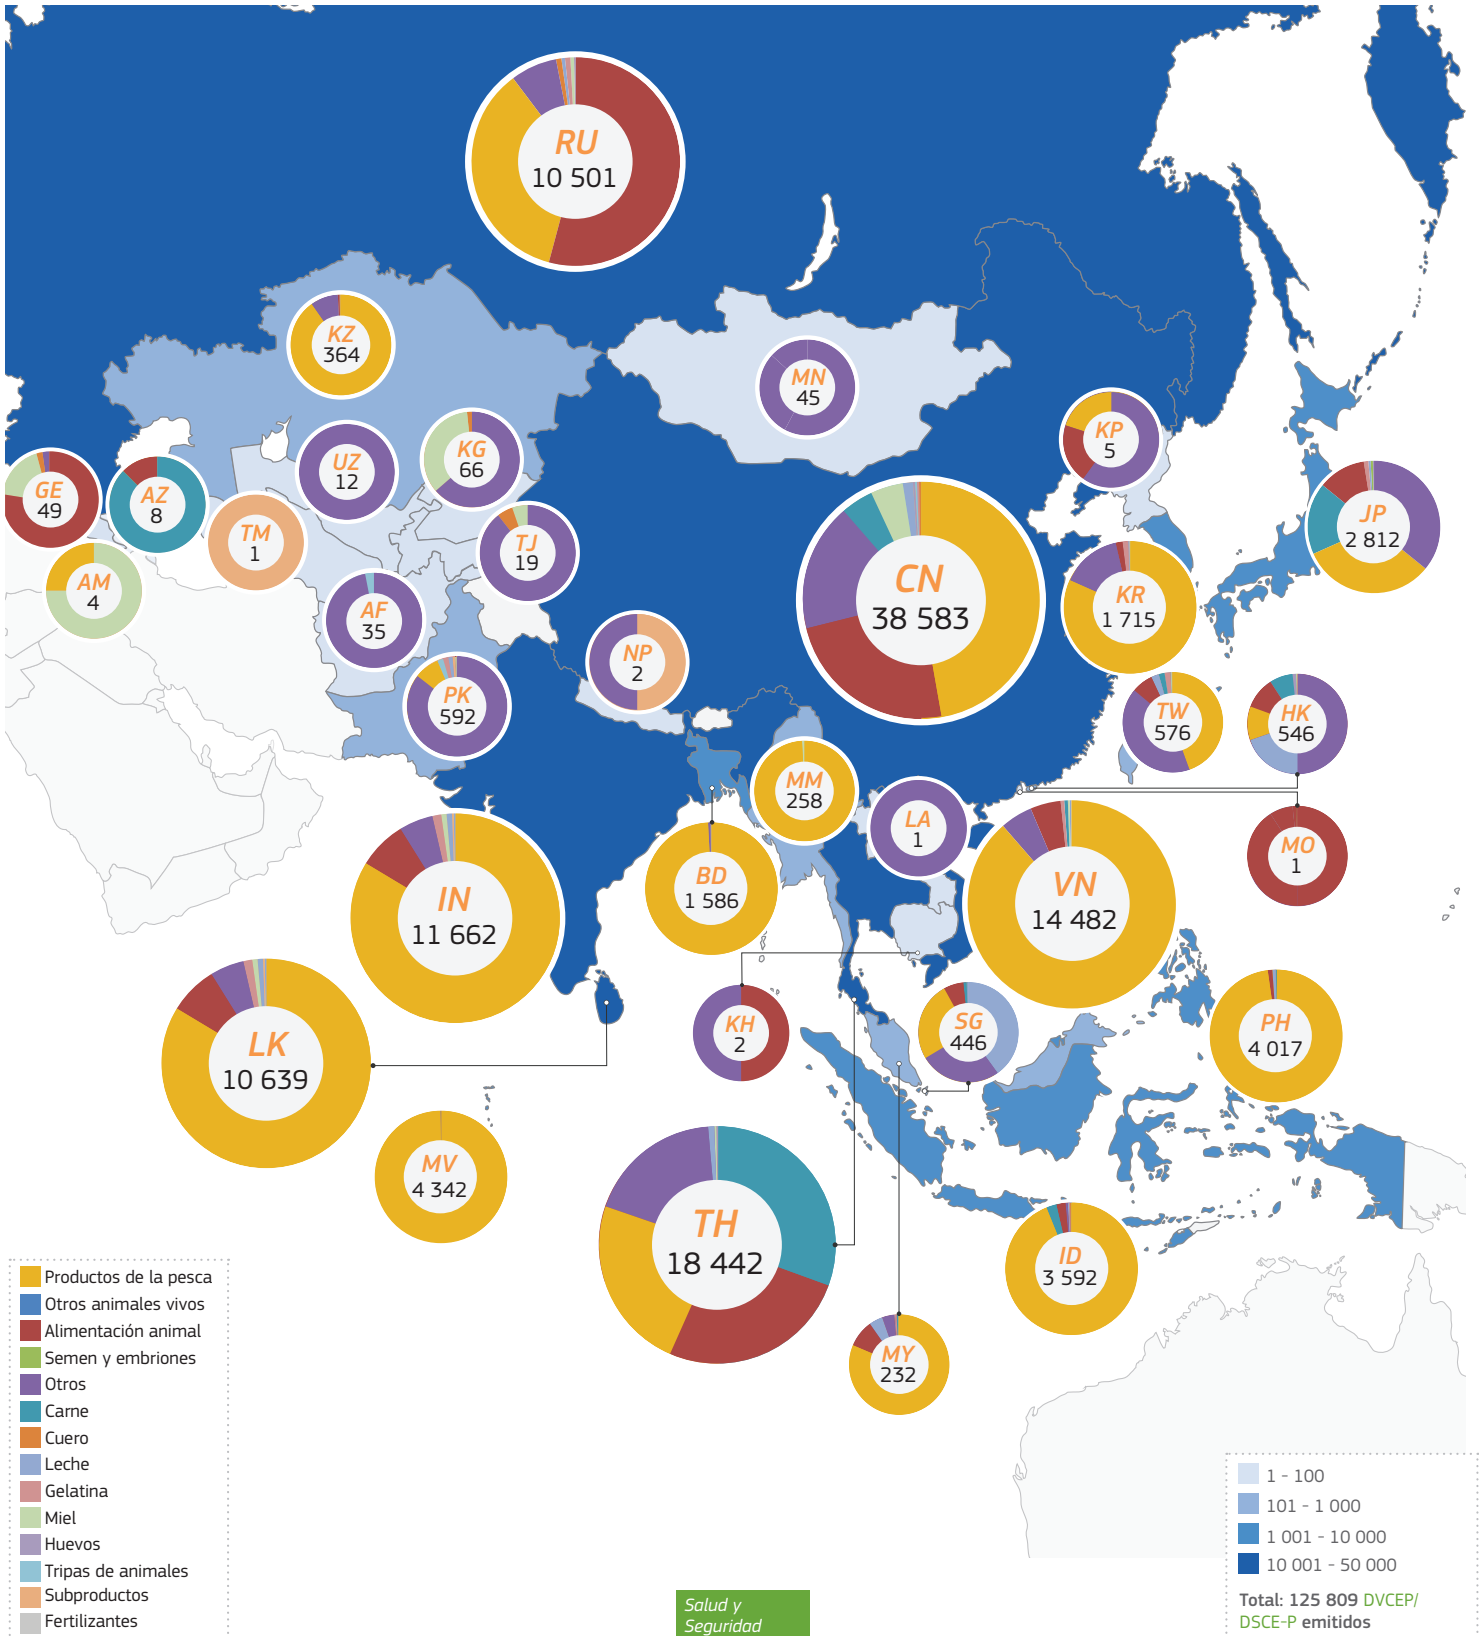 RU
10 501
KZ
364
MN
45
KP
5
UZ
12
KG
66
GE
49
AZ
8
TM
1
TJ
19
JP
2 812
AM
4
AF
35
CN
38 583
KR
1 715
NP
2
PK
592
TW
576
HK
546
MM
258
LA
1
MO
1
IN
11 662
BD
1 586
VN
14 482
LK
10 639
KH
2
SG
446
PH
4 017
MV
4 342
TH
18 442
ID
3 592
MY
232
Productos de la pesca
Otros animales vivos
Alimentación animal
Semen y embriones
Otros
Carne
Cuero
Leche
Gelatina
Miel
Huevos
Tripas de animales
Subproductos
Fertilizantes
Salud y
Seguridad
1 - 100
101 - 1 000
1 001 - 10 000
10 001 - 50 000
Total: 125 809 DVCEP/
DSCE-P emitidos